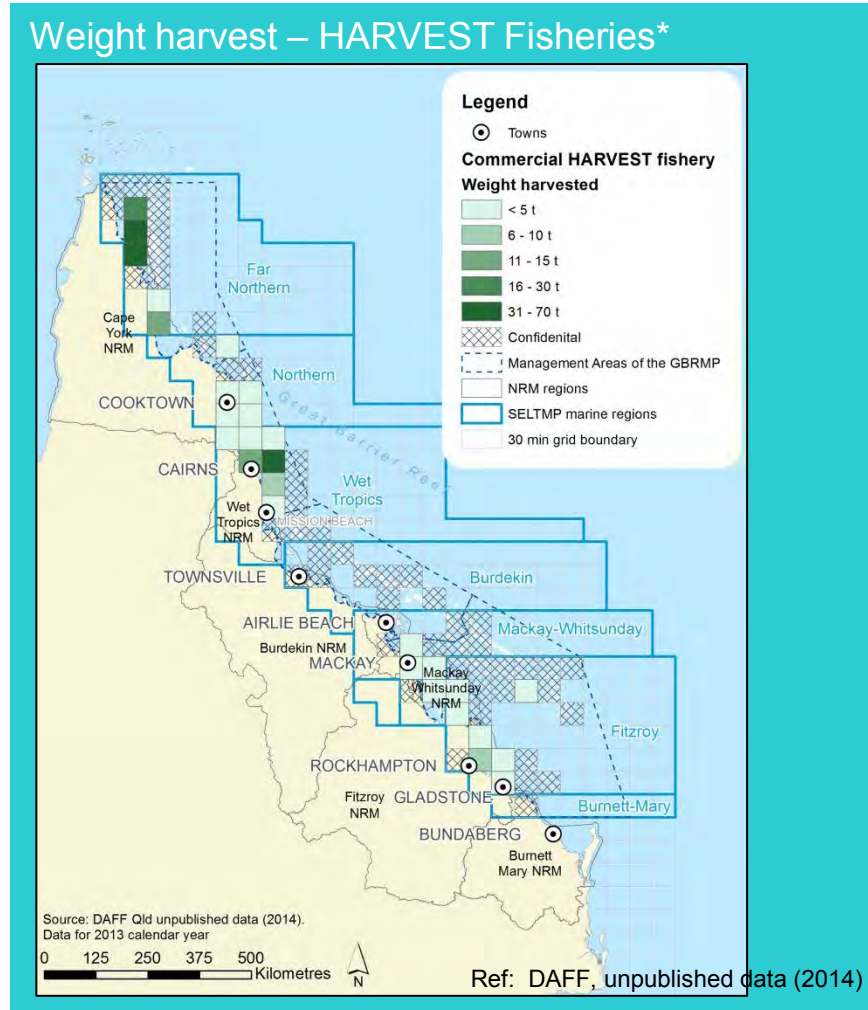 Weight harvest – HARVEST Fisheries*
Legend
Towns
Commercial HARVEST fishery
Weight harvested
< 5 t
6 - 10 t
11 - 15 t
16 - 30 t
31 - 70 t
Confidenital
Management Areas of the GBRMP
NRM regions
SELTMP marine regions
30 min grid boundary
Far
Northern
Cape
York
NRM
Northern
COOKTOWN
Great Barrier Reef
CAIRNS
Wet
Tropics
Wet
Tropics
NRM
MISSION BEACH
TOWNSVILLE
Burdekin
AIRLIE BEACH
Mackay-Whitsunday
Burdekin NRM
MACKAY
Mackay
Whitsunday
NRM
Fitzroy
ROCKHAMPTON
GLADSTONE
Fitzroy
NRM
Burnett-Mary
BUNDABERG
Burnett
Mary NRM
Source: DAFF Qld unpublished data (2014).
Data for 2013 calendar year
0 125 250 375 500
Kilometres
N
Ref: DAFF, unpublished data (2014)